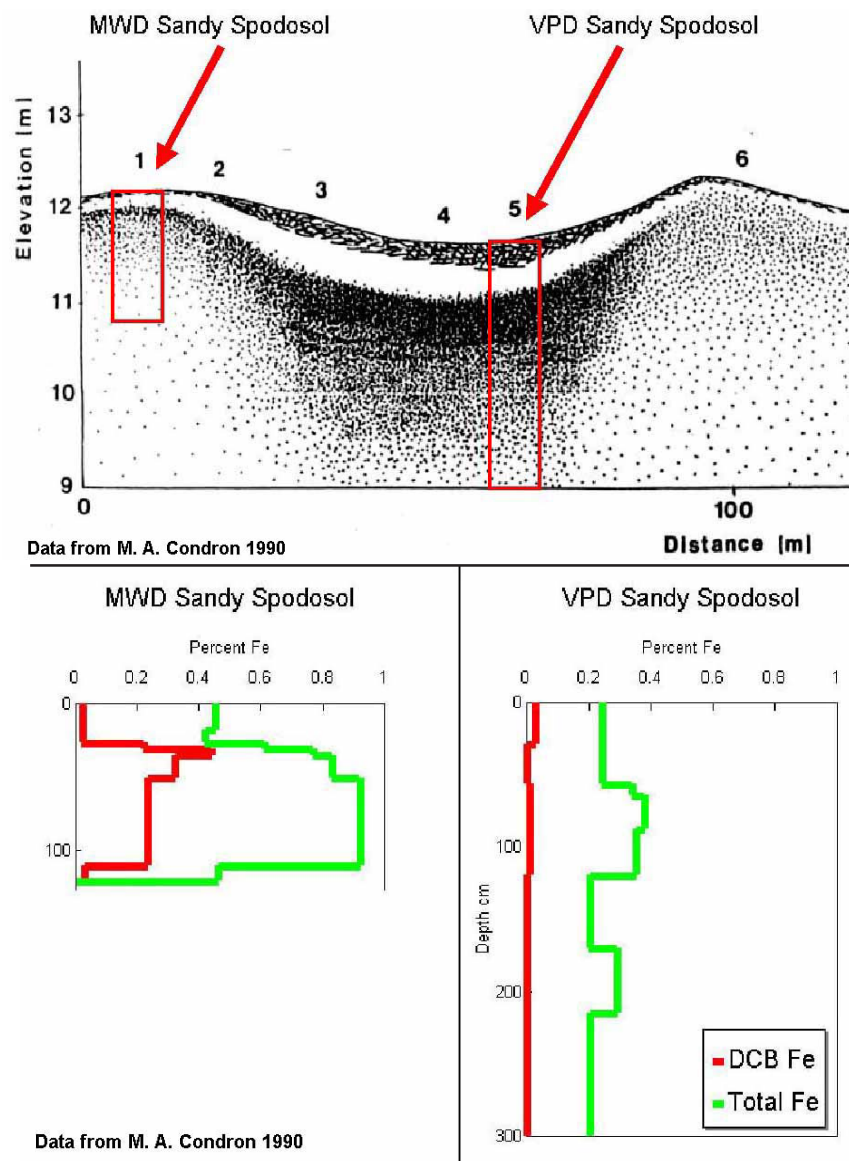 MWD Sandy Spodosol
VPD Sandy Spodosol
Elevation (m)
13
12
11
10
9
1
2
3
4
5
6
0
100
Data from M. A. Condron 1990
Distance (m)
MWD Sandy Spodosol
Percent Fe
0 0.2 0.4 0.6 0.8 1
0
100
Data from M. A. Condron 1990
VPD Sandy Spodosol
Percent Fe
0 0.2 0.4 0.6 0.8 1
0
100
200
300
Depth cm
DCB Fe
Total Fe